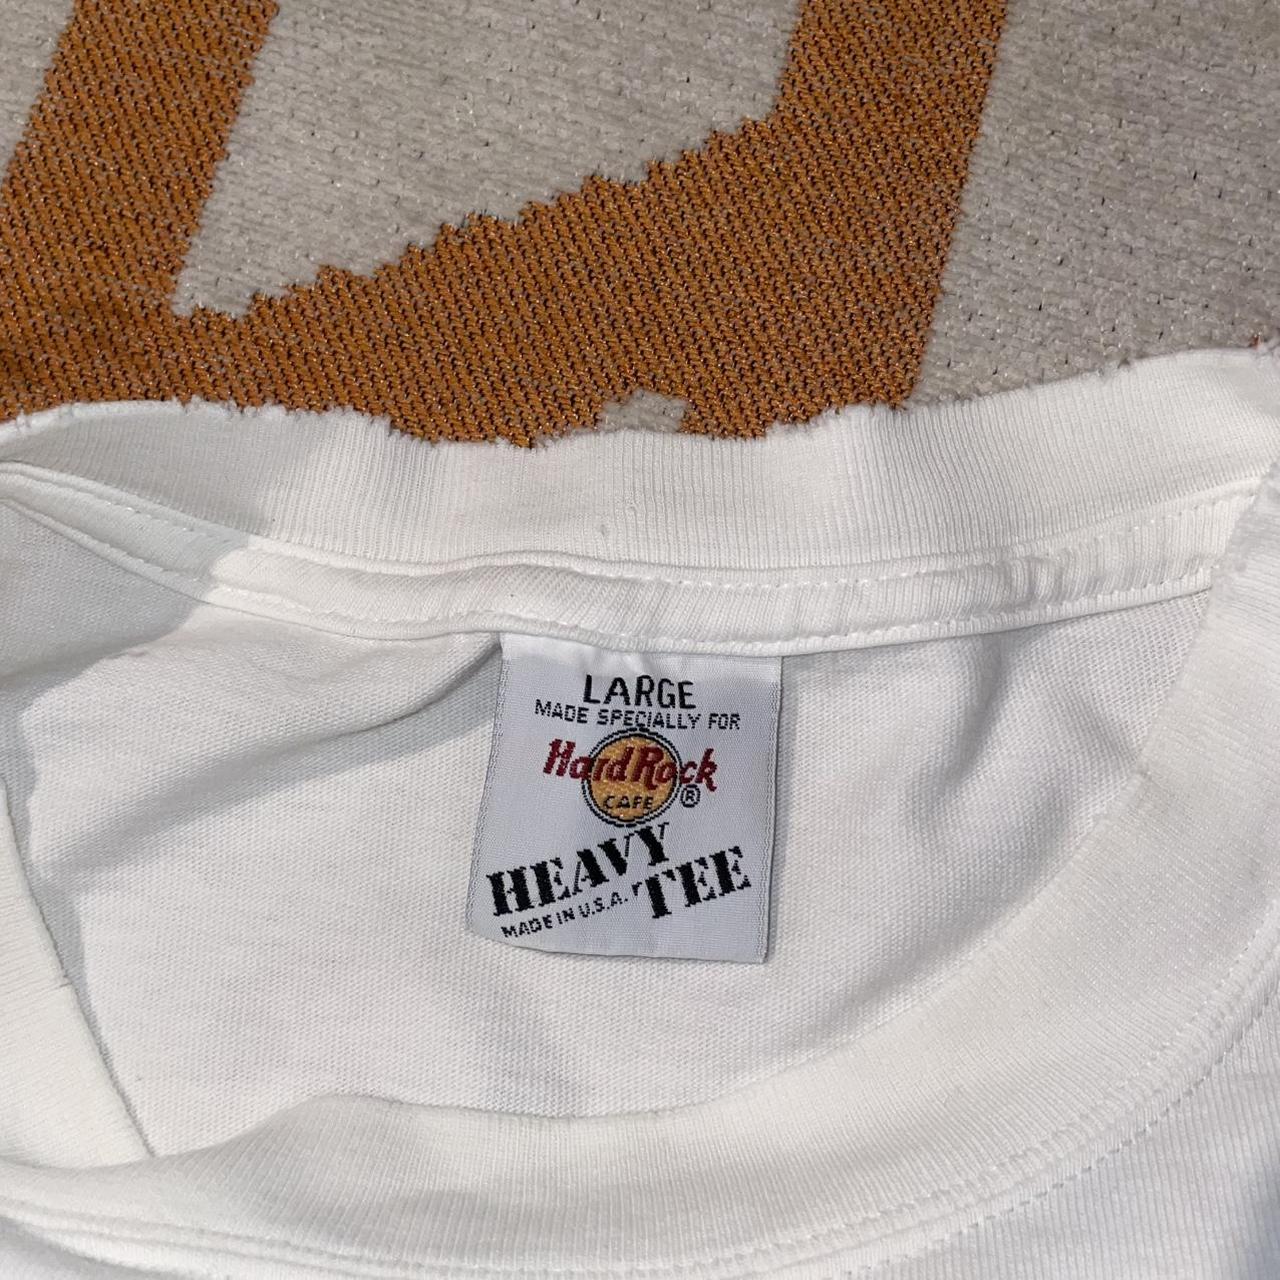 LARGE
MADE SPECIALLY FOR
Hard Rock
CAFE ®
HEAVY
TEE
MADE IN U.S.A.